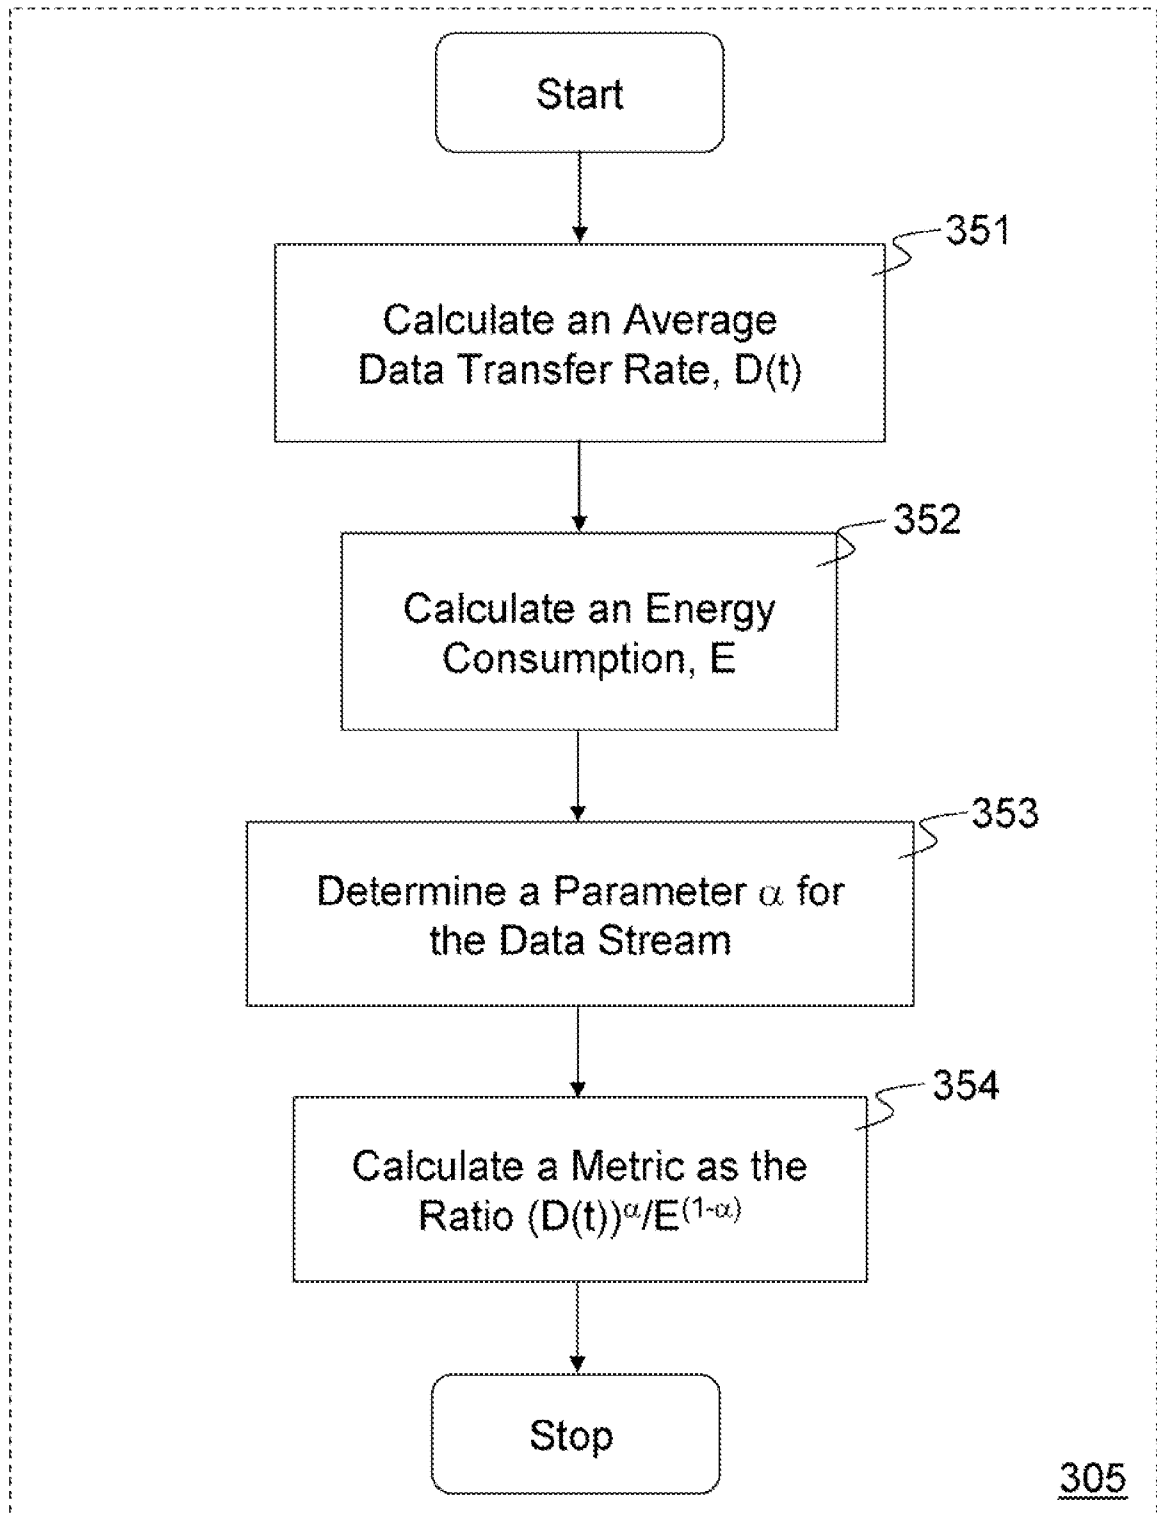 Start
351
Calculate an Average
Data Transfer Rate, D(t)
352
Calculate an Energy
Consumption, E
353
Determine a Parameter α for
the Data Stream
354
Calculate a Metric as the
Ratio (D(t))^α/E^(1-α)
Stop
305